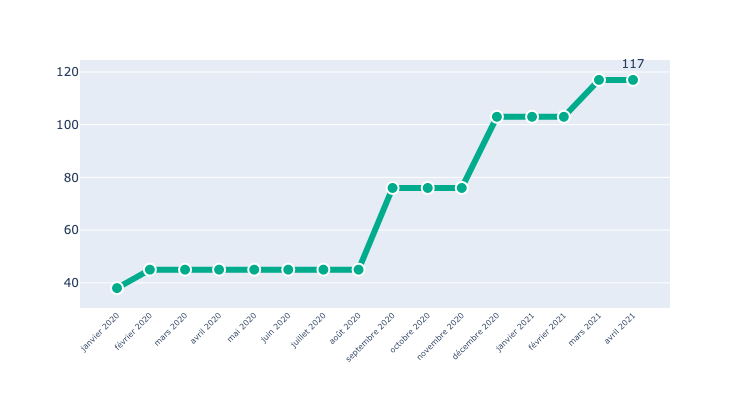 117
120
100
80
60
40
janvier 2020
février 2020
mars 2020
avril 2020
mai 2020
juin 2020
juillet 2020
août 2020
septembre 2020
octobre 2020
novembre 2020
décembre 2020
janvier 2021
février 2021
mars 2021
avril 2021